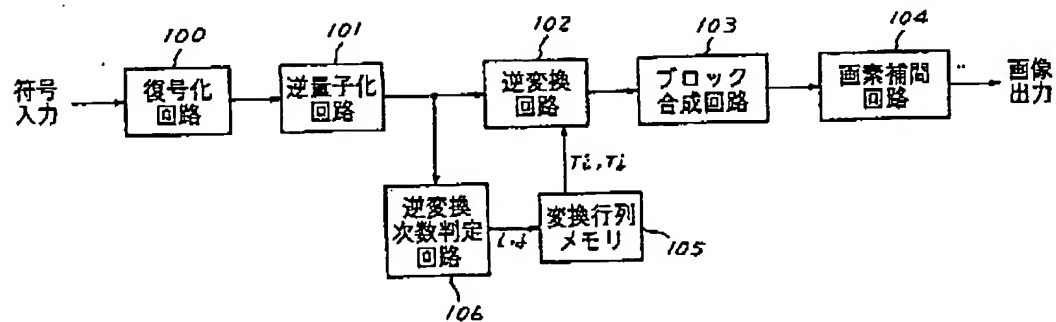 100
101
102
103
104
符号
入力
復号化
回路
逆量子化
回路
逆変換
回路
ブロック
合成回路
画素補間
回路
画像
出力
Ti, Tj
逆変換
次数判定
回路
i,j
変換行列
メモリ
105
106